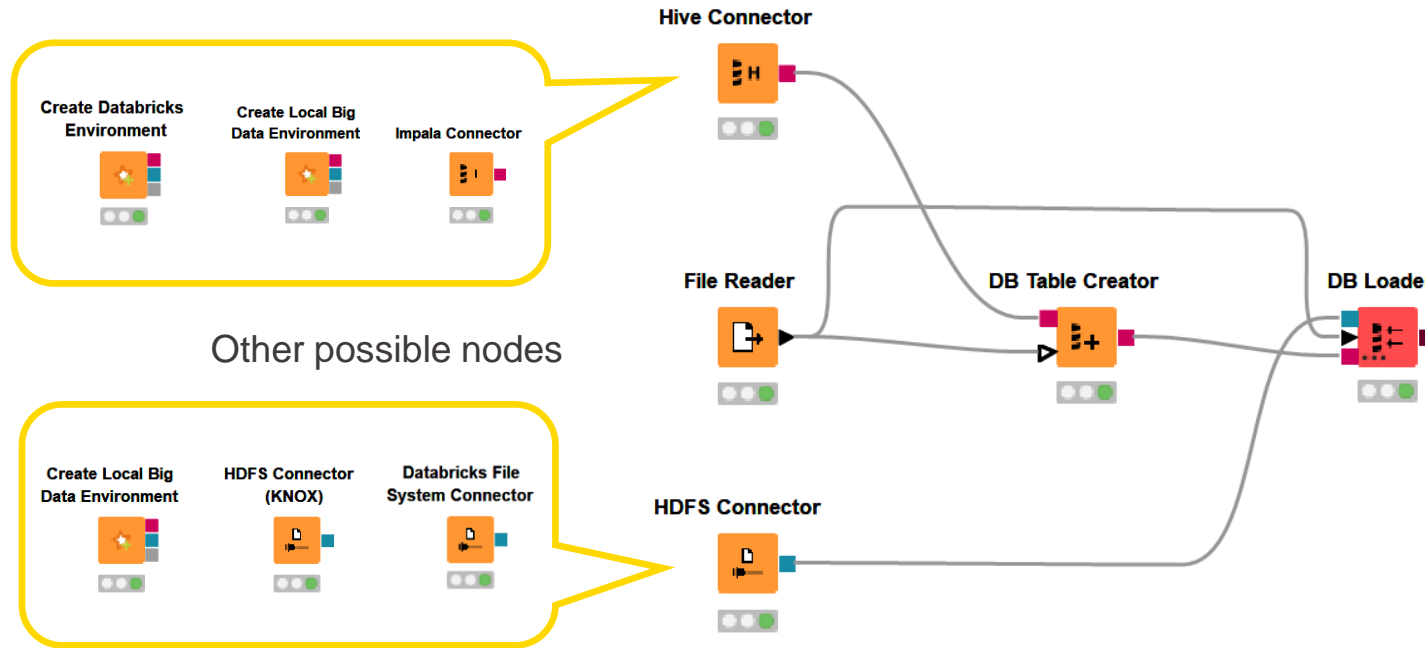 Hive Connector
Create Databricks
Environment
Create Local Big
Data Environment
Impala Connector
File Reader
DB Table Creator
DB Loade
Other possible nodes
Create Local Big
Data Environment
HDFS Connector
(KNOX)
Databricks File
System Connector
HDFS Connector